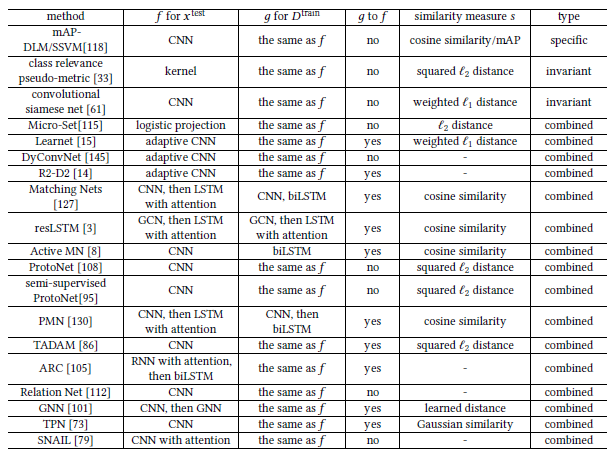 method f for xtest g for Dtrain g to f similarity measure s type
mAP-DLM/SSVM[118] CNN the same as f no cosine similarity/mAP specific
class relevance pseudo-metric [33] kernel the same as f no squared ℓ2 distance invariant
convolutional siamese net [61] CNN the same as f no weighted ℓ1 distance invariant
Micro-Set[115] logistic projection the same as f no ℓ2 distance combined
Learnet [15] adaptive CNN the same as f yes weighted ℓ1 distance combined
DyConvNet [145] adaptive CNN the same as f no - combined
R2-D2 [14] adaptive CNN the same as f yes - combined
Matching Nets [127] CNN, then LSTM with attention CNN, biLSTM yes cosine similarity combined
resLSTM [3] GCN, then LSTM with attention GCN, then LSTM with attention yes cosine similarity combined
Active MN [8] CNN biLSTM yes cosine similarity combined
ProtoNet [108] CNN the same as f no squared ℓ2 distance combined
semi-supervised ProtoNet[95] CNN the same as f no squared ℓ2 distance combined
PMN [130] CNN, then LSTM with attention CNN, then biLSTM yes cosine similarity combined
TADAM [86] CNN the same as f yes squared ℓ2 distance combined
ARC [105] RNN with attention, then biLSTM the same as f yes - combined
Relation Net [112] CNN the same as f no - combined
GNN [101] CNN, then GNN the same as f yes learned distance combined
TPN [73] CNN the same as f yes Gaussian similarity combined
SNAIL [79] CNN with attention the same as f no - combined